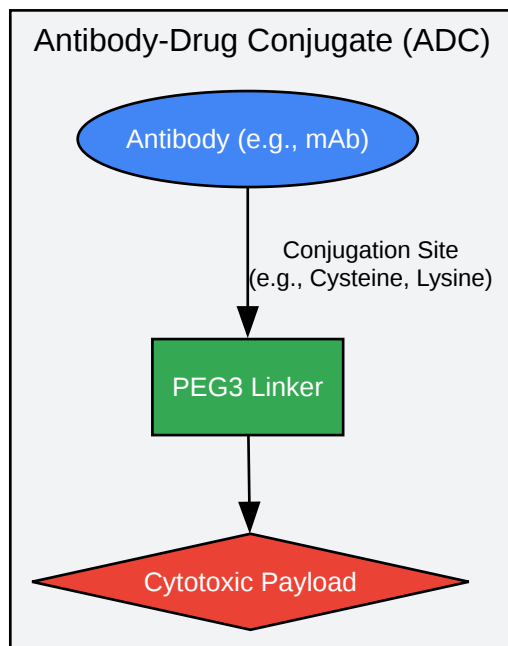 Antibody-Drug Conjugate (ADC)
Antibody (e.g., mAb)
Conjugation Site
(e.g., Cysteine, Lysine)
PEG3 Linker
Cytotoxic Payload